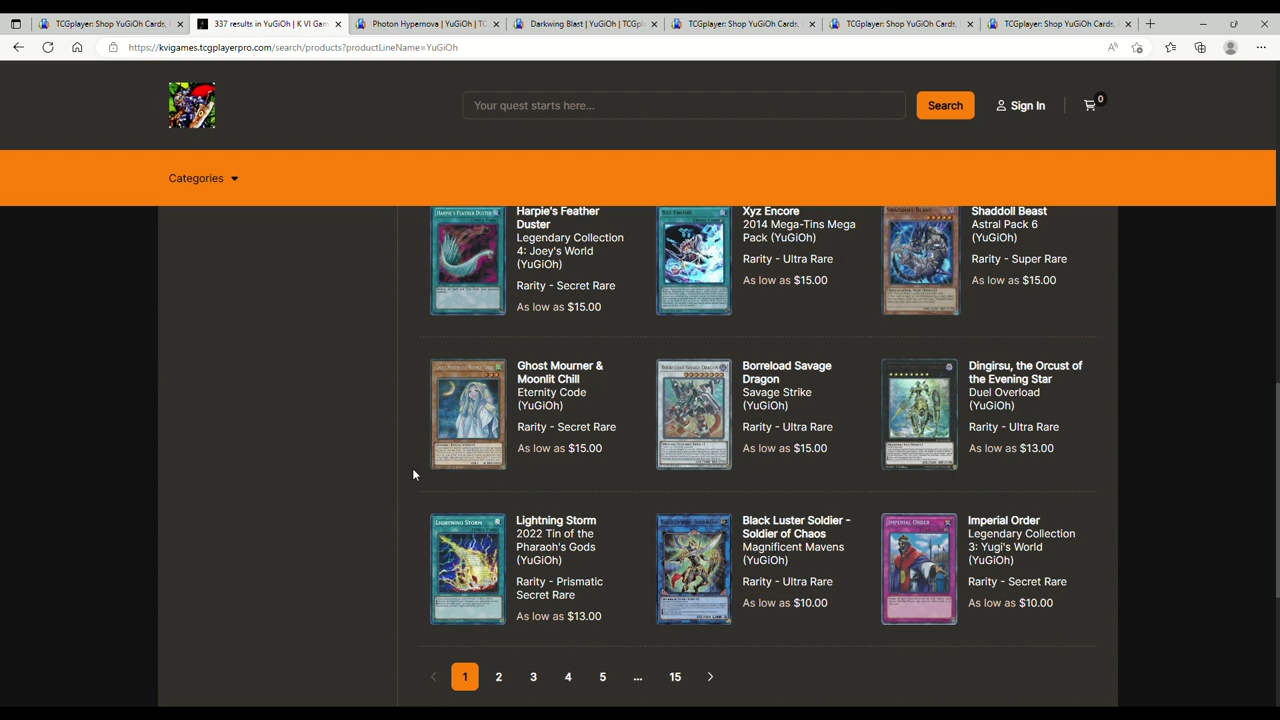 TCGplayer: Shop YuGiOh Cards,
337 results in YuGiOh | K VI Gam
Photon Hypernova | YuGiOh | TC
Darkwing Blast | YuGiOh | TCGpl
TCGplayer: Shop YuGiOh Cards,
TCGplayer: Shop YuGiOh Cards,
TCGplayer: Shop YuGiOh Cards,
https://kvigames.tcgplayerpro.com/search/products?productLineName=YuGiOh
Your quest starts here...
Search
Sign In
0
Categories
Harpie's Feather
Duster
Legendary Collection
4: Joey's World
(YuGiOh)
Rarity - Secret Rare
As low as $15.00
Xyz Encore
2014 Mega-Tins Mega
Pack (YuGiOh)
Rarity - Ultra Rare
As low as $15.00
Shaddoll Beast
Astral Pack 6
(YuGiOh)
Rarity - Super Rare
As low as $15.00
Ghost Mourner &
Moonlit Chill
Eternity Code
(YuGiOh)
Rarity - Secret Rare
As low as $15.00
Borreload Savage
Dragon
Savage Strike
(YuGiOh)
Rarity - Ultra Rare
As low as $15.00
Dingirsu, the Orcust of
the Evening Star
Duel Overload
(YuGiOh)
Rarity - Ultra Rare
As low as $13.00
LIGHTNING STORM
Lightning Storm
2022 Tin of the
Pharaoh's Gods
(YuGiOh)
Rarity - Prismatic
Secret Rare
As low as $13.00
Black Luster Soldier -
Soldier of Chaos
Magnificent Mavens
(YuGiOh)
Rarity - Ultra Rare
As low as $10.00
IMPERIAL ORDER
Imperial Order
Legendary Collection
3: Yugi's World
(YuGiOh)
Rarity - Secret Rare
As low as $10.00
1 2 3 4 5 ... 15